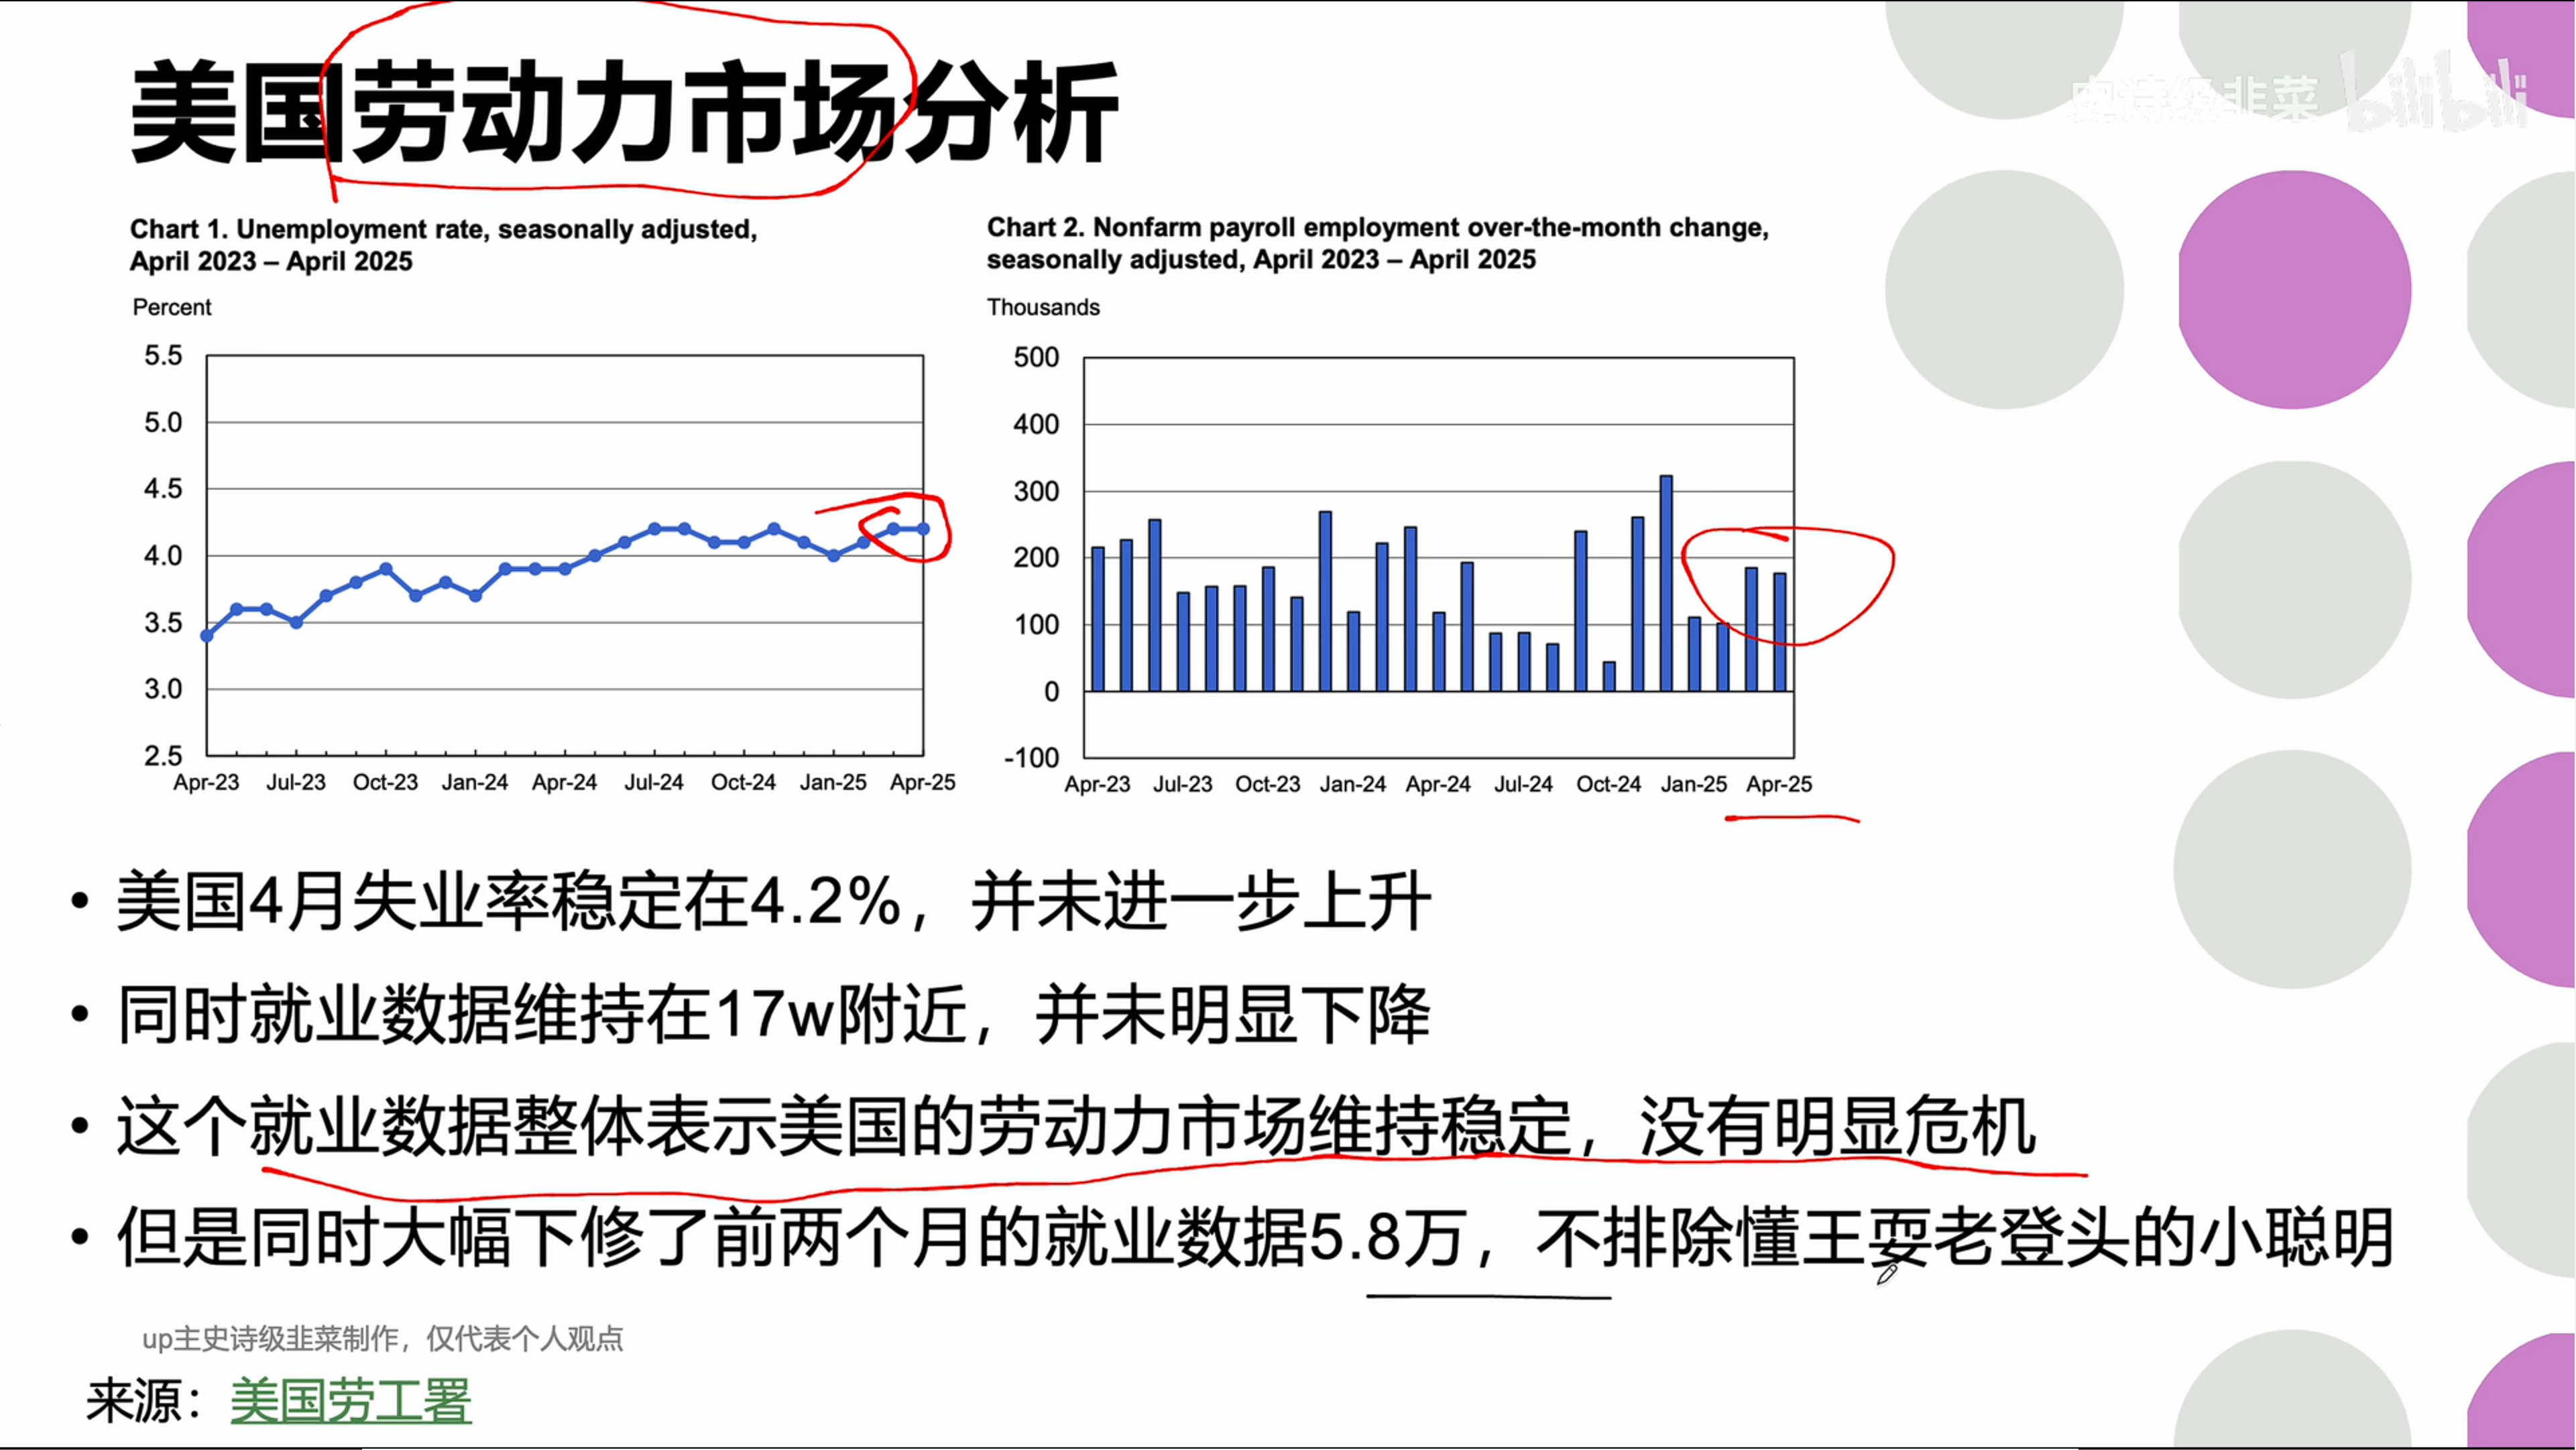 美国劳动力市场分析
史诗级韭菜 bilibili
Chart 1. Unemployment rate, seasonally adjusted,
April 2023 – April 2025
Percent
5.5
5.0
4.5
4.0
3.5
3.0
2.5
Apr-23 Jul-23 Oct-23 Jan-24 Apr-24 Jul-24 Oct-24 Jan-25 Apr-25
Chart 2. Nonfarm payroll employment over-the-month change,
seasonally adjusted, April 2023 – April 2025
Thousands
500
400
300
200
100
0
-100
Apr-23 Jul-23 Oct-23 Jan-24 Apr-24 Jul-24 Oct-24 Jan-25 Apr-25
• 美国4月失业率稳定在4.2%，并未进一步上升
• 同时就业数据维持在17w附近，并未明显下降
• 这个就业数据整体表示美国的劳动力市场维持稳定，没有明显危机
• 但是同时大幅下修了前两个月的就业数据5.8万，不排除懂王耍老登头的小聪明
up主史诗级韭菜制作，仅代表个人观点
来源：美国劳工署